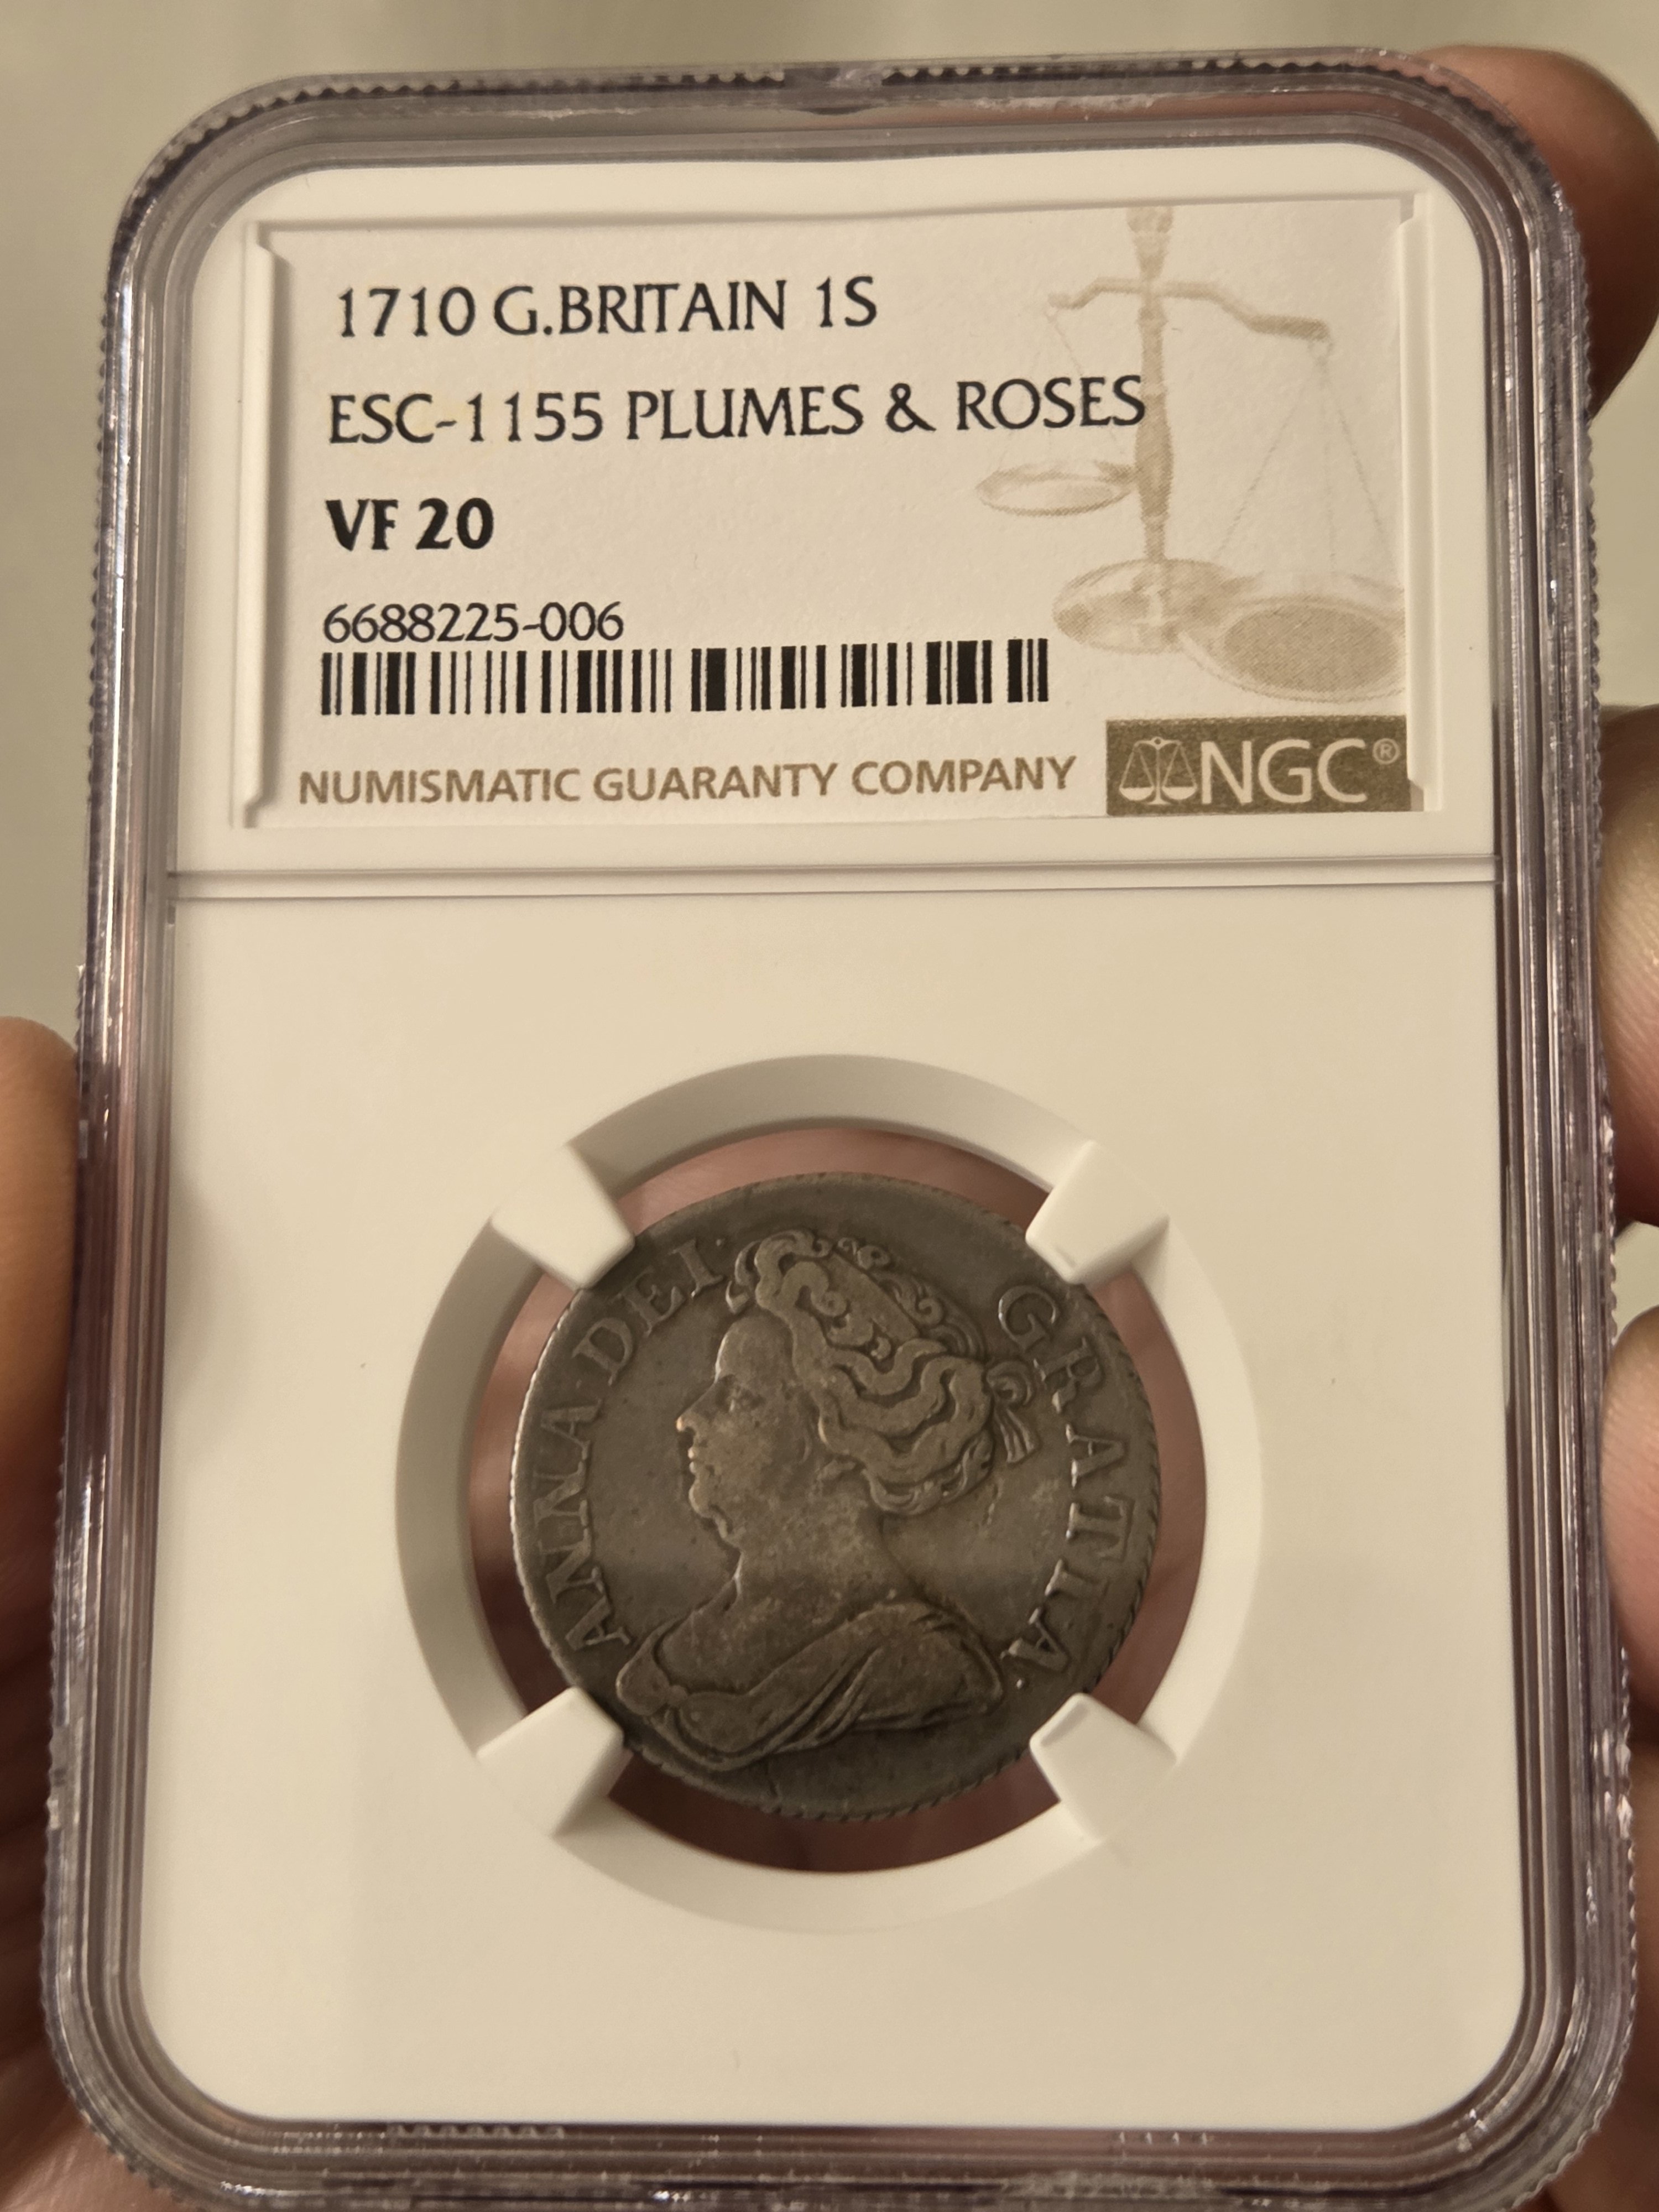 1710 G.BRITAIN 1S
ESC-1155 PLUMES & ROSES
VF 20
6688225-006
NUMISMATIC GUARANTY COMPANY
NGC®
ANNA·DEI·
GRATIA·